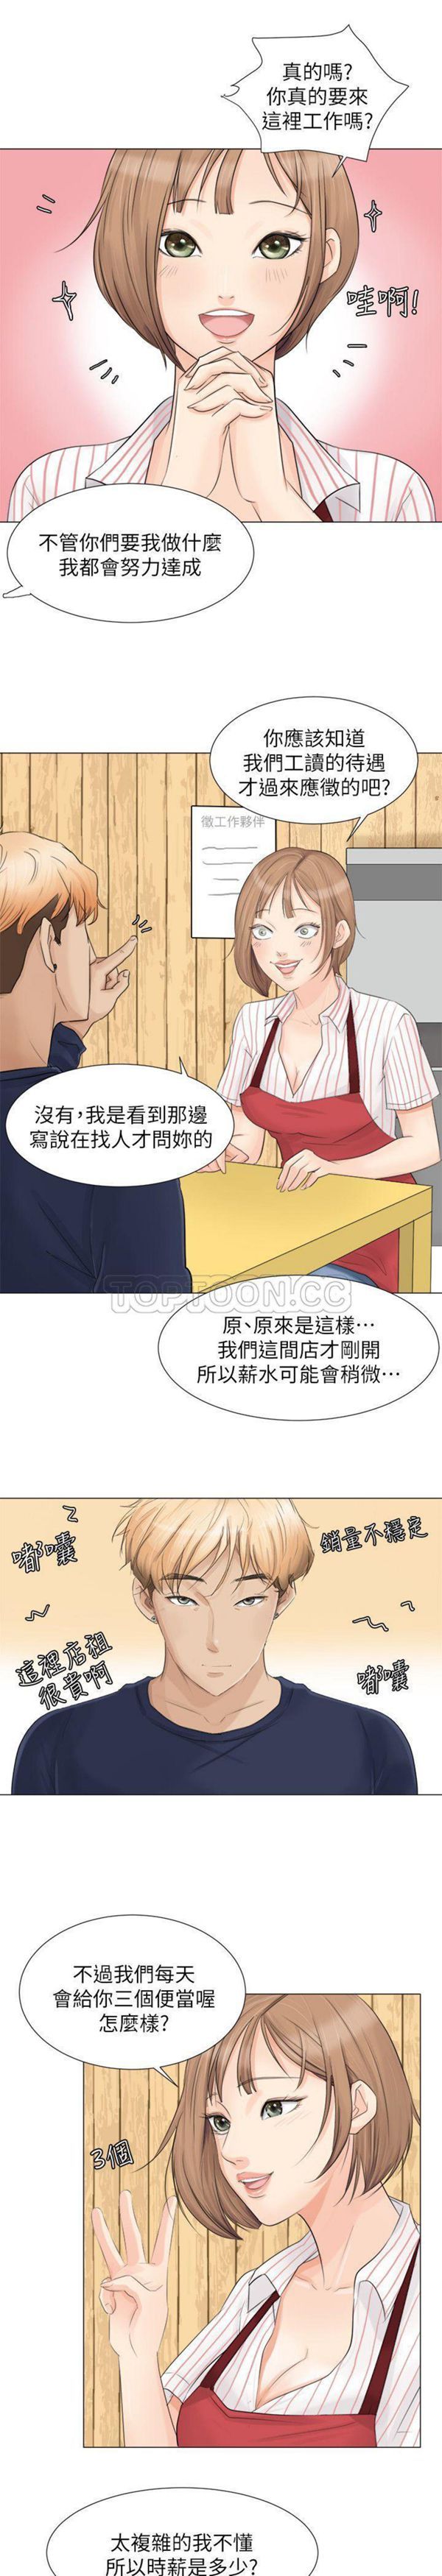 真的嗎?
你真的要來
這裡工作嗎?
哇啊!
不管你們要我做什麼
我都會努力達成
你應該知道
我們工讀的待遇
才過來應徵的吧?
徵工作夥伴
沒有,我是看到那邊
寫說在找人才問妳的
TOPTOON.CC
原、原來是這樣…
我們這間店才剛開
所以薪水可能會稍微…
嘟囊
銷量不穩定
這裡店租
很貴啊
嘟囊
不過我們每天
會給你三個便當喔
怎麼樣?
3個
太複雜的我不懂
所以時薪是多少?